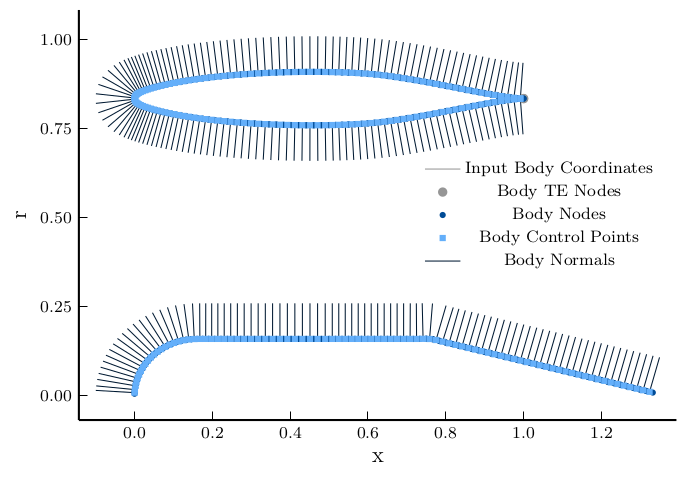 1.00
0.75
0.50
0.25
0.00
r
Input Body Coordinates
Body TE Nodes
Body Nodes
Body Control Points
Body Normals
0.0 0.2 0.4 0.6 0.8 1.0 1.2
x